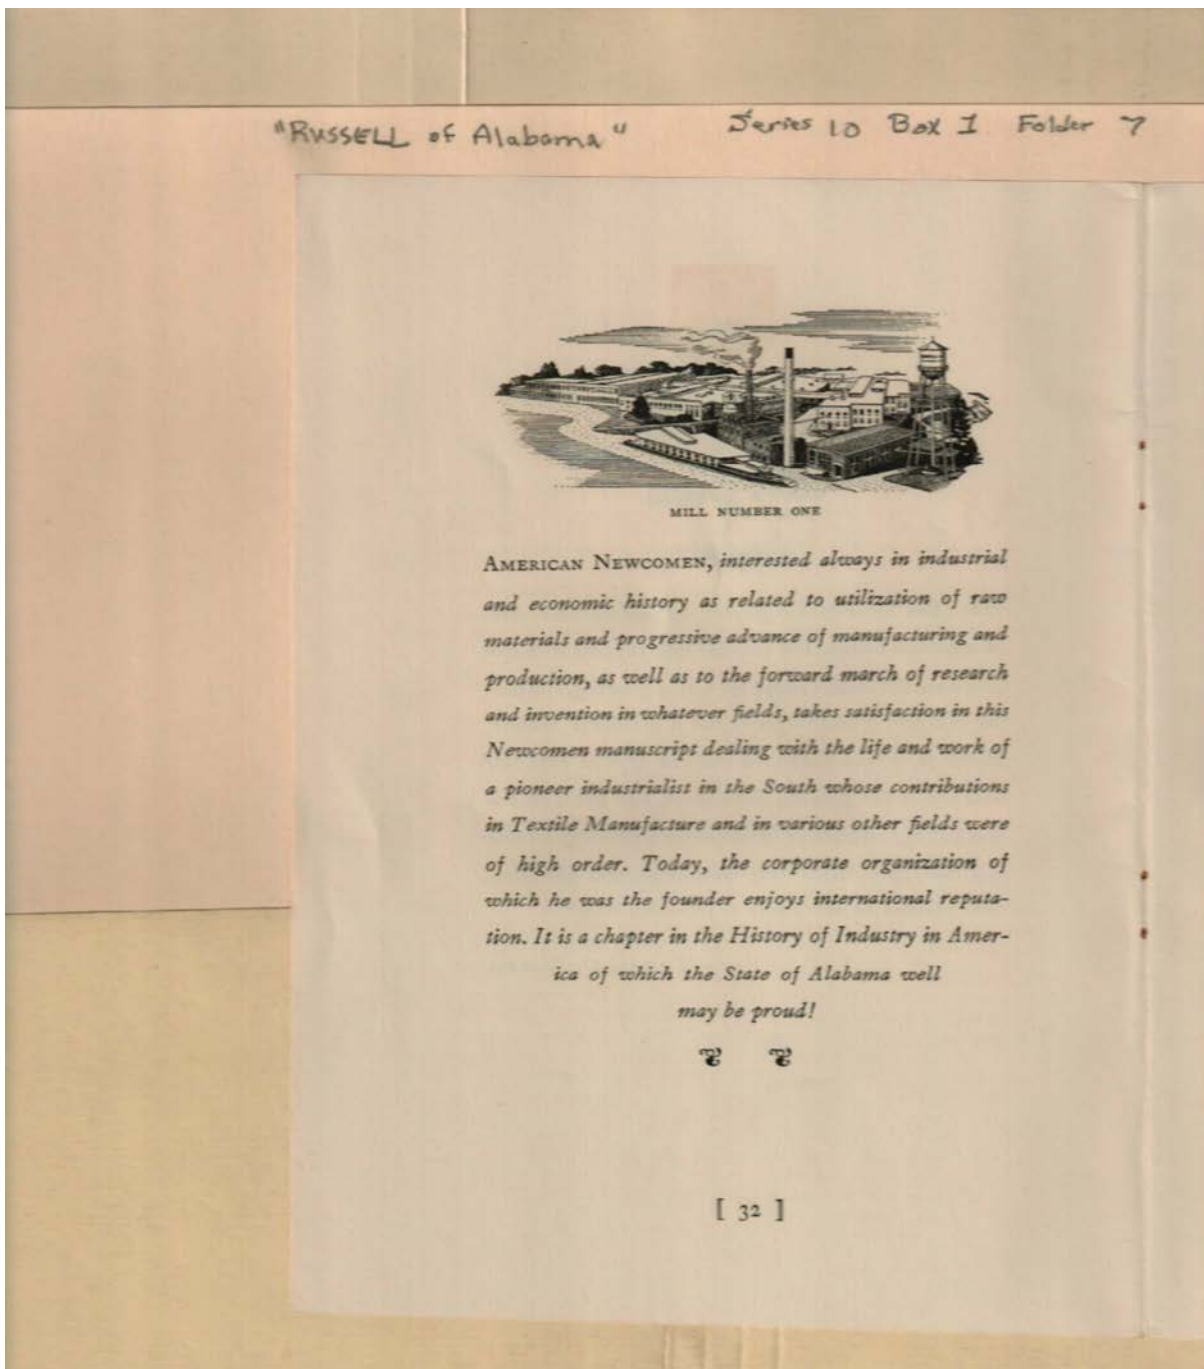 "RUSSELL of Alabama" Series 10 Box 1 Folder 7
MILL NUMBER ONE
AMERICAN NEWCOMEN, interested always in industrial
and economic history as related to utilization of raw
materials and progressive advance of manufacturing and
production, as well as to the forward march of research
and invention in whatever fields, takes satisfaction in this
Newcomen manuscript dealing with the life and work of
a pioneer industrialist in the South whose contributions
in Textile Manufacture and in various other fields were
of high order. Today, the corporate organization of
which he was the founder enjoys international reputa-
tion. It is a chapter in the History of Industry in Amer-
ica of which the State of Alabama well
may be proud!
[ 32 ]